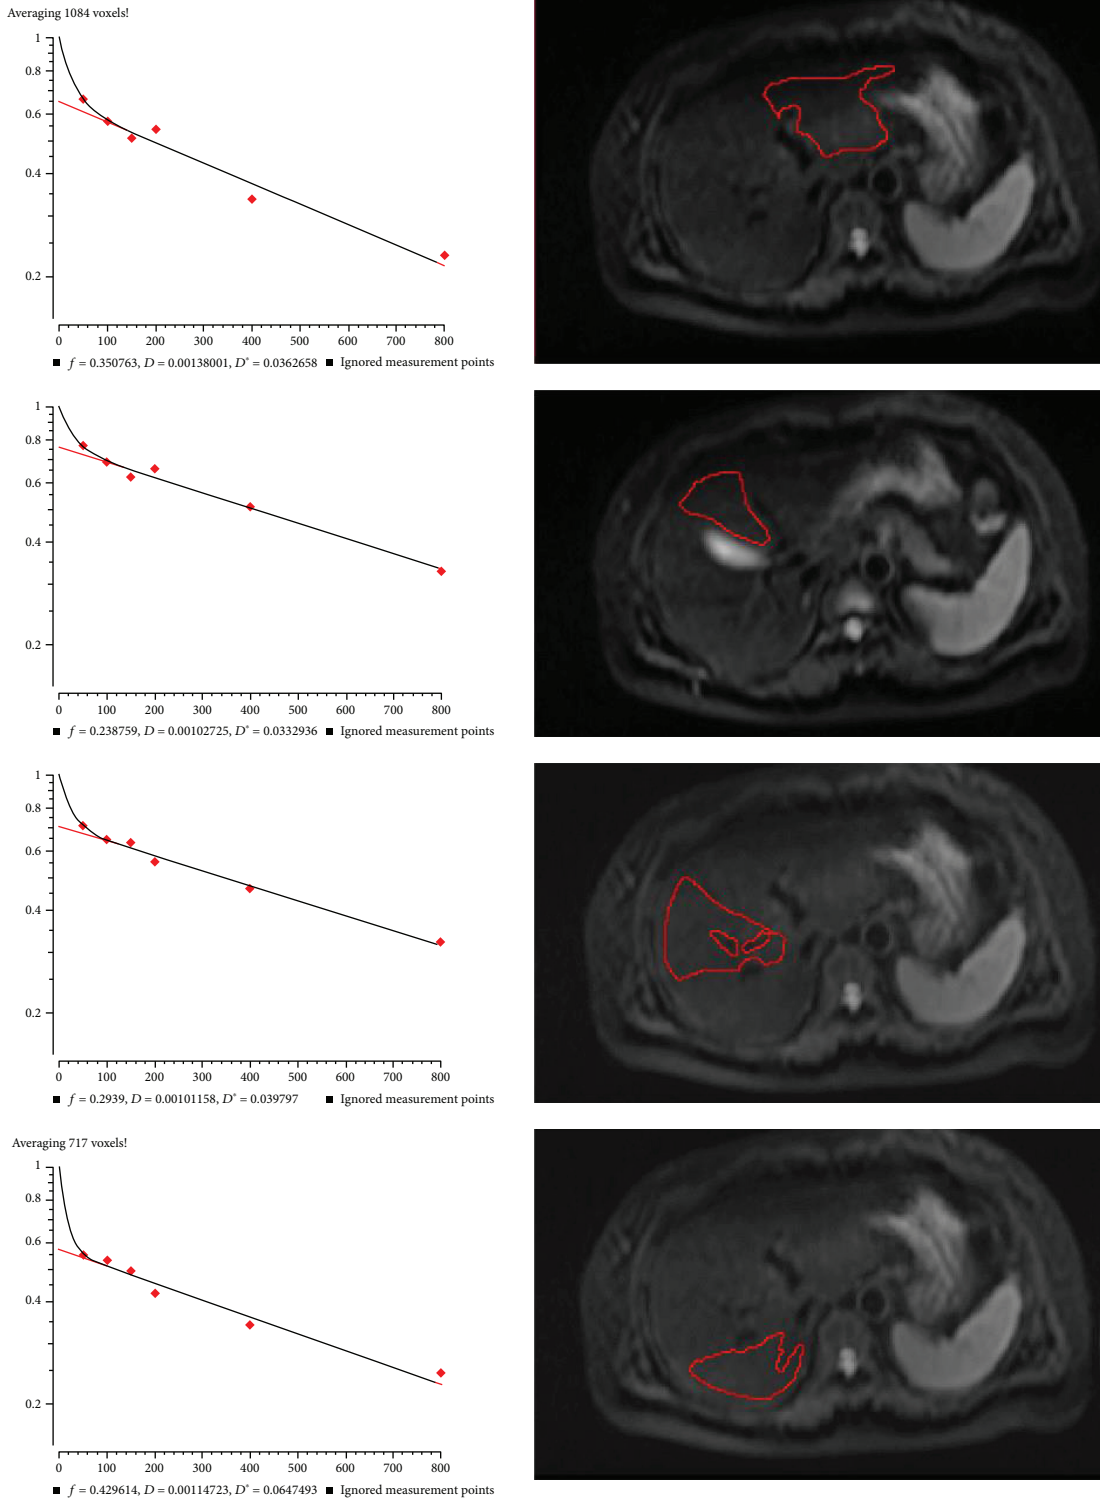 Averaging 1084 voxels!
1
0.8
0.6
0.4
0.2
0 100 200 300 400 500 600 700 800
■ f = 0.350763, D = 0.00138001, D* = 0.0362658 ■ Ignored measurement points
1
0.8
0.6
0.4
0.2
0 100 200 300 400 500 600 700 800
■ f = 0.238759, D = 0.00102725, D* = 0.0332936 ■ Ignored measurement points
1
0.8
0.6
0.4
0.2
0 100 200 300 400 500 600 700 800
■ f = 0.2939, D = 0.00101158, D* = 0.039797 ■ Ignored measurement points
Averaging 717 voxels!
1
0.8
0.6
0.4
0.2
0 100 200 300 400 500 600 700 800
■ f = 0.429614, D = 0.00114723, D* = 0.0647493 ■ Ignored measurement points